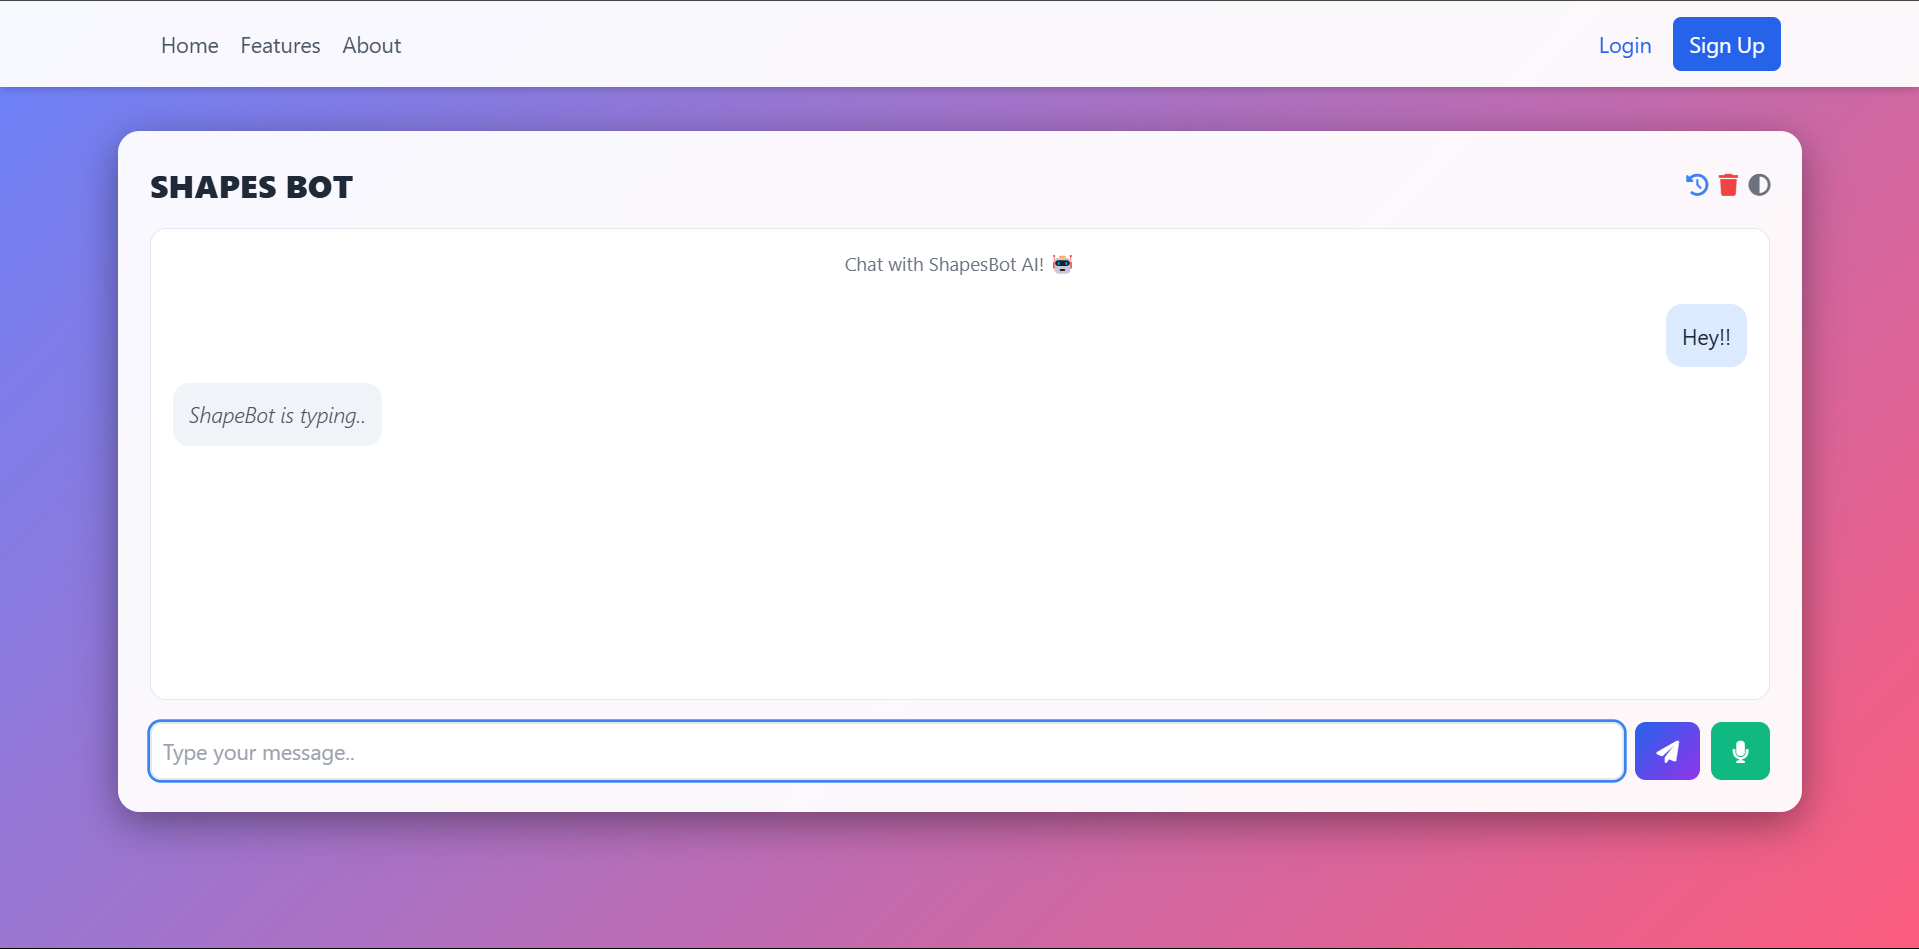 Home Features About Login Sign Up
SHAPES BOT
Chat with ShapesBot AI! 🤖
Hey!!
ShapeBot is typing..
Type your message..